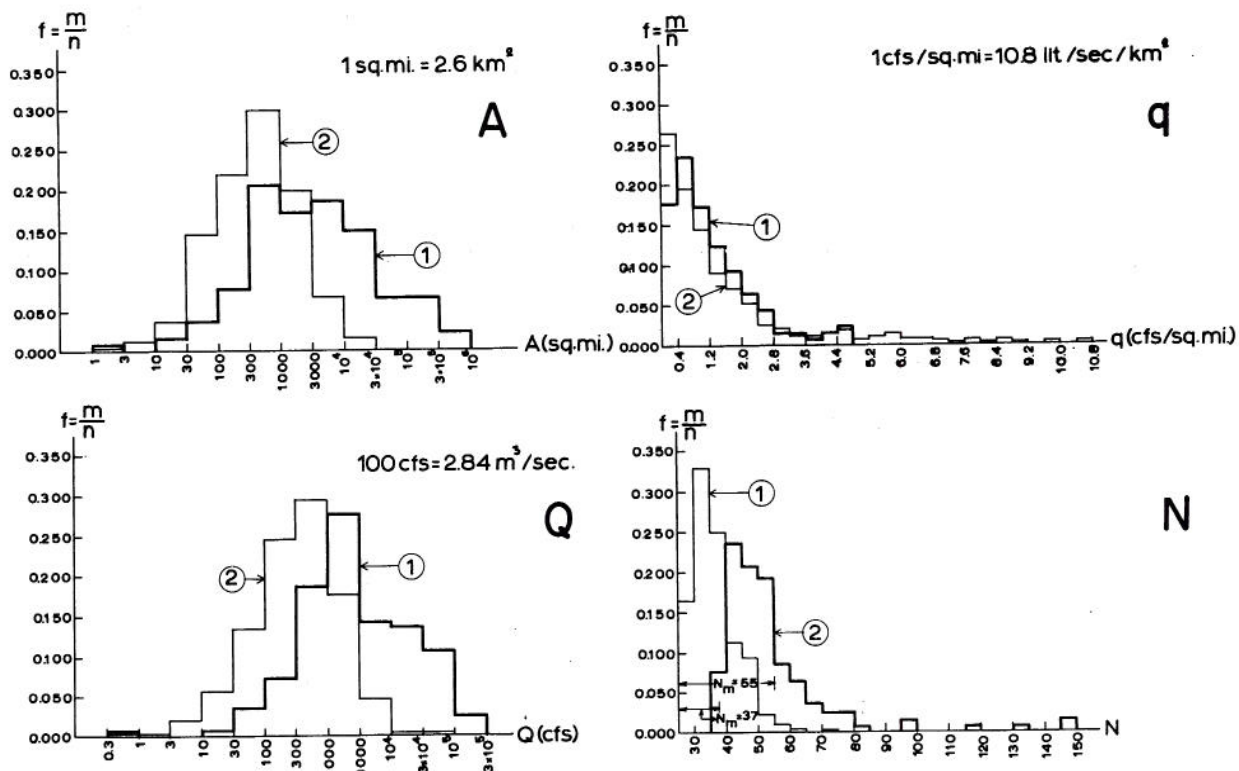 f = m/n
1 sq.mi. = 2.6 km²
A
0.350
0.300
②
0.250
0.200
0.150
①
0.100
0.050
0.000
1 3 10 30 100 300 1000 3000 10⁴ 3×10⁴ 10⁵ 3×10⁵ 10⁶
A (sq.mi.)
f = m/n
1 cfs/sq.mi = 10.8 lit/sec/km²
q
0.350
0.300
0.250
0.200
0.150
①
0.1
②
0.050
0.000
0.4 1.2 2.0 2.8 3.6 4.4 5.2 6.0 6.8 7.6 8.4 9.2 10.0 10.8
q (cfs/sq.mi.)
f = m/n
100 cfs = 2.84 m³/sec.
Q
0.350
0.300
0.250
0.200
② ①
0.150
0.100
0.050
0.000
0.3 1 3 10 30 100 300 1000 10⁴ 3×10⁴ 10⁵ 3×10⁵
Q (cfs)
f = m/n
N
0.350
0.300
①
0.250
0.200
0.150
②
0.100
0.050
Nₘ = 55
Nₘ = 37
0.000
30 40 50 60 70 80 90 100 110 120 130 140 150
N